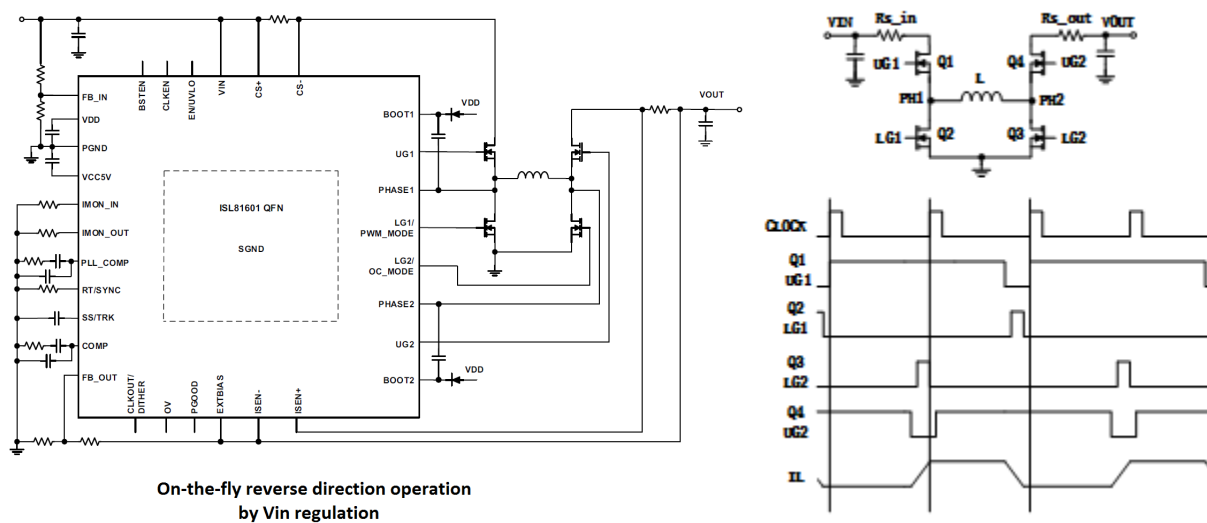 BSTEN
CLKEN
EN/UVLO
VIN
CS+
CS-
FB_IN
VDD
PGND
VCC5V
IMON_IN
IMON_OUT
PLL_COMP
RT/SYNC
SS/TRK
COMP
FB_OUT
ISL81601 QFN
SGND
BOOT1
VDD
UG1
PHASE1
LG1/
PWM_MODE
LG2/
OC_MODE
PHASE2
UG2
BOOT2
VDD
VOUT
CLKOUT/
DITHER
OV
PGOOD
EXTBIAS
ISEN-
ISEN+
On-the-fly reverse direction operation
by Vin regulation
VIN
Rs_in
Rs_out
VOUT
UG1
Q1
Q4
UG2
L
PH1
PH2
LG1
Q2
Q3
LG2
CLOCK
Q1
UG1
Q2
LG1
Q3
LG2
Q4
UG2
IL